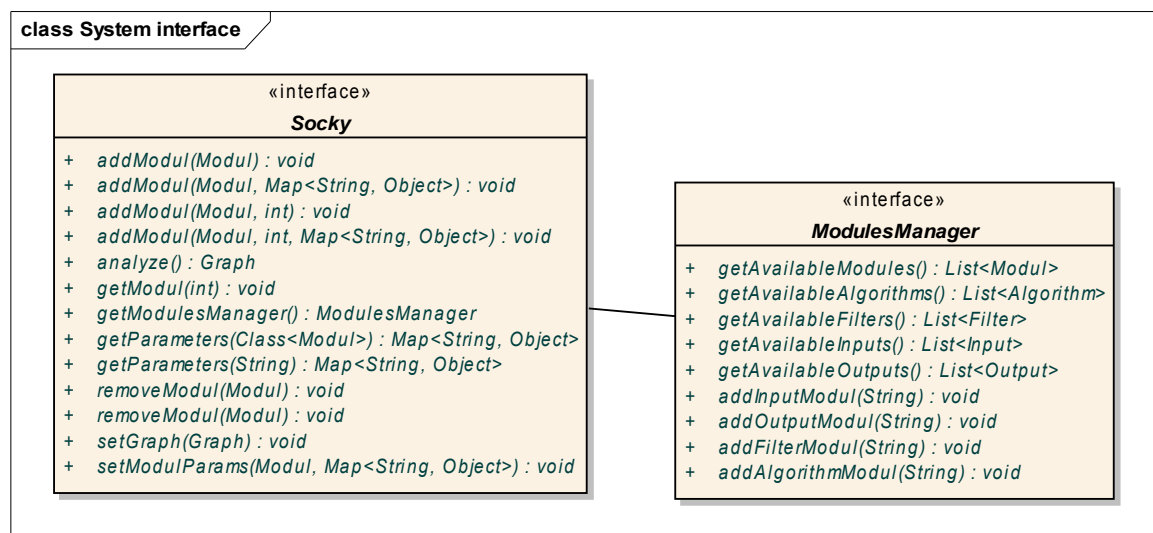 class System interface
«interface»
Socky
+ addModul(Modul) : void
+ addModul(Modul, Map<String, Object>) : void
+ addModul(Modul, int) : void
+ addModul(Modul, int, Map<String, Object>) : void
+ analyze() : Graph
+ getModul(int) : void
+ getModulesManager() : ModulesManager
+ getParameters(Class<Modul>) : Map<String, Object>
+ getParameters(String) : Map<String, Object>
+ removeModul(Modul) : void
+ removeModul(Modul) : void
+ setGraph(Graph) : void
+ setModulParams(Modul, Map<String, Object>) : void
«interface»
ModulesManager
+ getAvailableModules() : List<Modul>
+ getAvailableAlgorithms() : List<Algorithm>
+ getAvailableFilters() : List<Filter>
+ getAvailableInputs() : List<Input>
+ getAvailableOutputs() : List<Output>
+ addInputModul(String) : void
+ addOutputModul(String) : void
+ addFilterModul(String) : void
+ addAlgorithmModul(String) : void